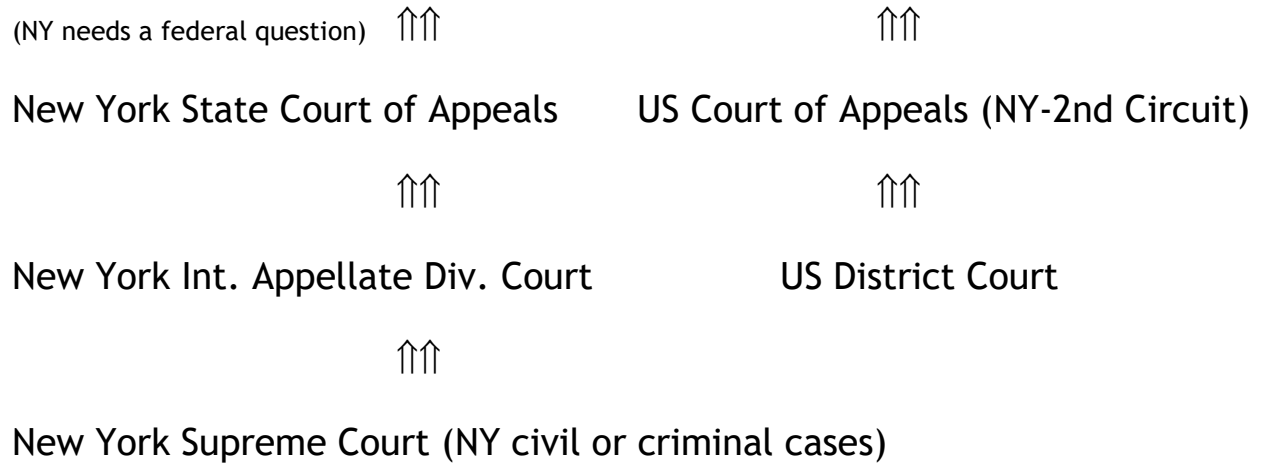 (NY needs a federal question) ⇑⇑ ⇑⇑
New York State Court of Appeals US Court of Appeals (NY-2nd Circuit)
⇑⇑ ⇑⇑
New York Int. Appellate Div. Court US District Court
⇑⇑
New York Supreme Court (NY civil or criminal cases)